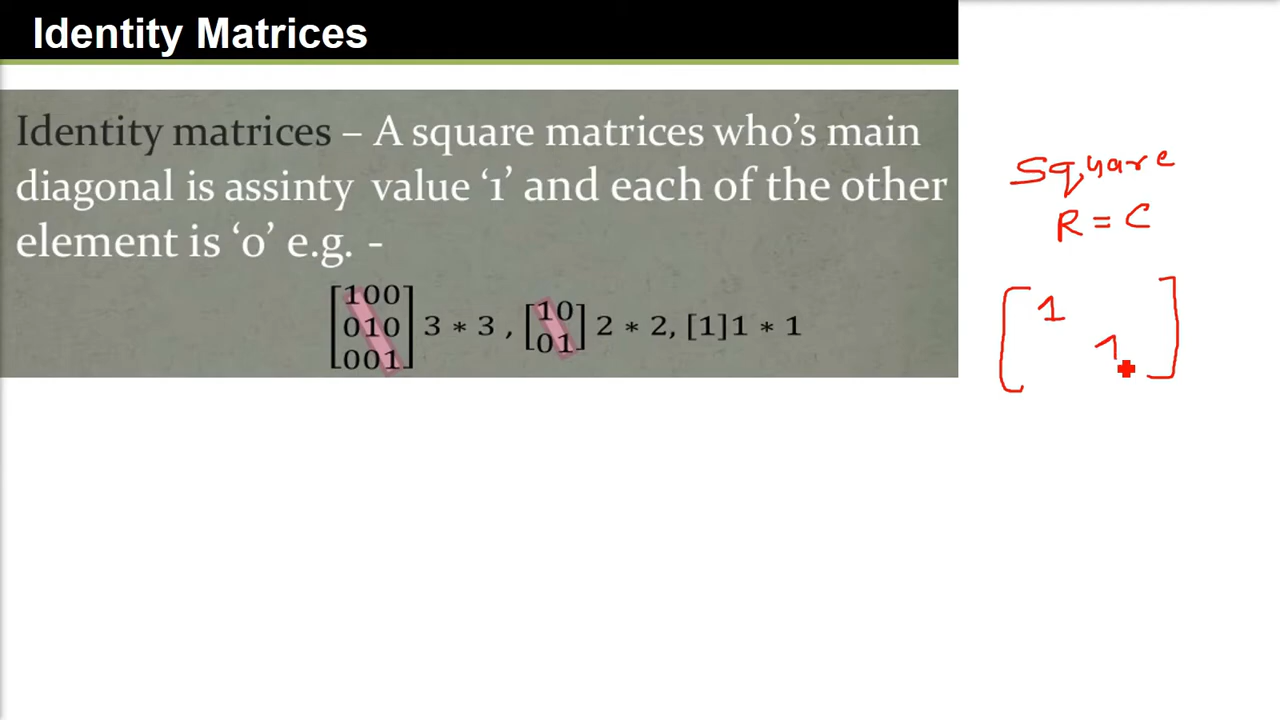 Identity Matrices
Identity matrices – A square matrices who's main
diagonal is assinty value '1' and each of the other
element is '0' e.g. -
[100
010
001] 3 * 3 , [10
01] 2 * 2, [1]1 * 1
Square
R = C
[1
1]